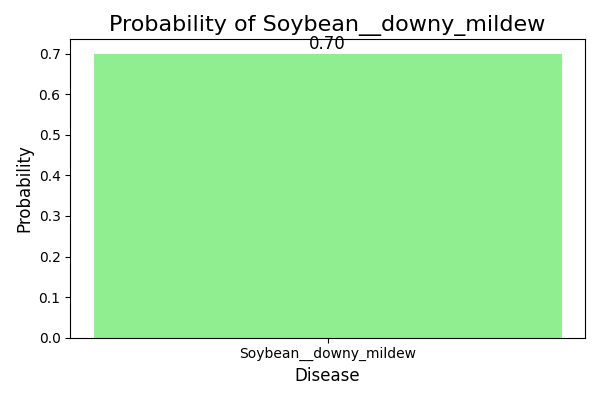 Probability of Soybean__downy_mildew
0.70
0.7
0.6
0.5
0.4
0.3
0.2
0.1
0.0
Probability
Soybean__downy_mildew
Disease